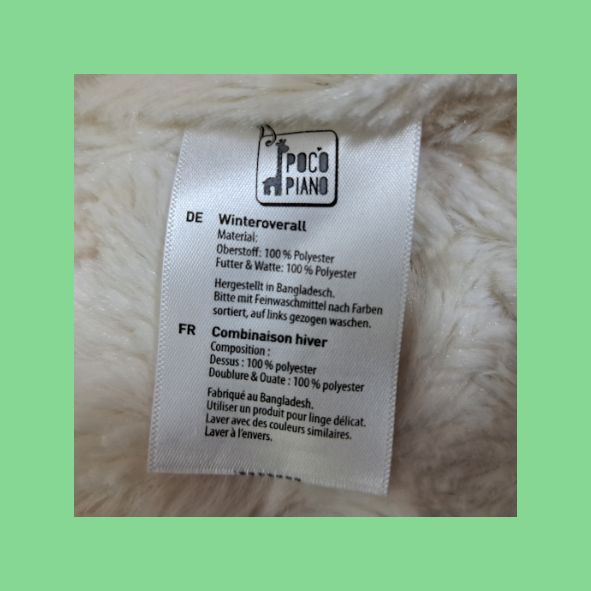 POCO
PIANO
DE Winteroverall
Material:
Oberstoff: 100 % Polyester
Futter & Watte: 100 % Polyester
Hergestellt in Bangladesch.
Bitte mit Feinwaschmittel nach Farben
sortiert, auf links gezogen waschen.
FR Combinaison hiver
Composition :
Dessus : 100 % polyester
Doublure & Ouate : 100 % polyester
Fabriqué au Bangladesh.
Utiliser un produit pour linge délicat.
Laver avec des couleurs similaires.
Laver à l'envers.